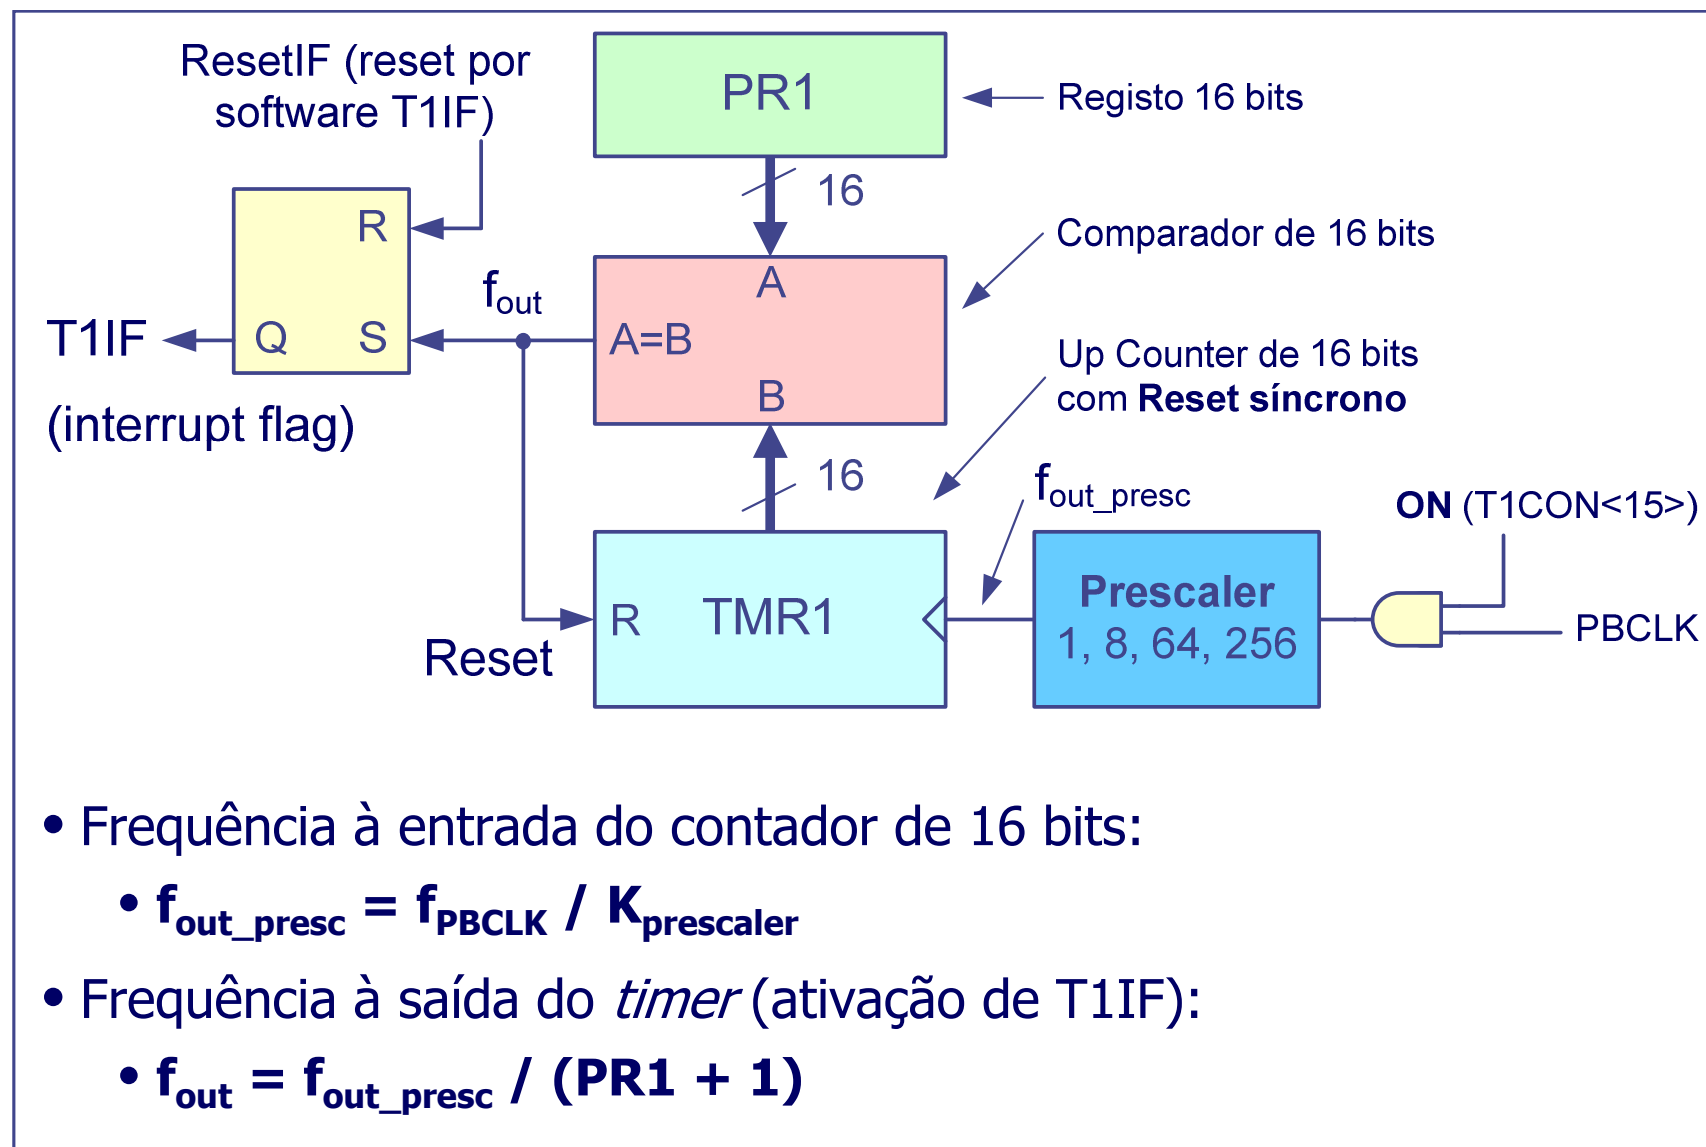 ResetIF (reset por
software T1IF)
PR1
Registo 16 bits
16
R
Comparador de 16 bits
A
f_out
T1IF
Q
S
A=B
Up Counter de 16 bits
com Reset síncrono
B
(interrupt flag)
16
f_out_presc
ON (T1CON<15>)
Prescaler
1, 8, 64, 256
R
TMR1
PBCLK
Reset
• Frequência à entrada do contador de 16 bits:
• f_out_presc = f_PBCLK / K_prescaler
• Frequência à saída do timer (ativação de T1IF):
• f_out = f_out_presc / (PR1 + 1)